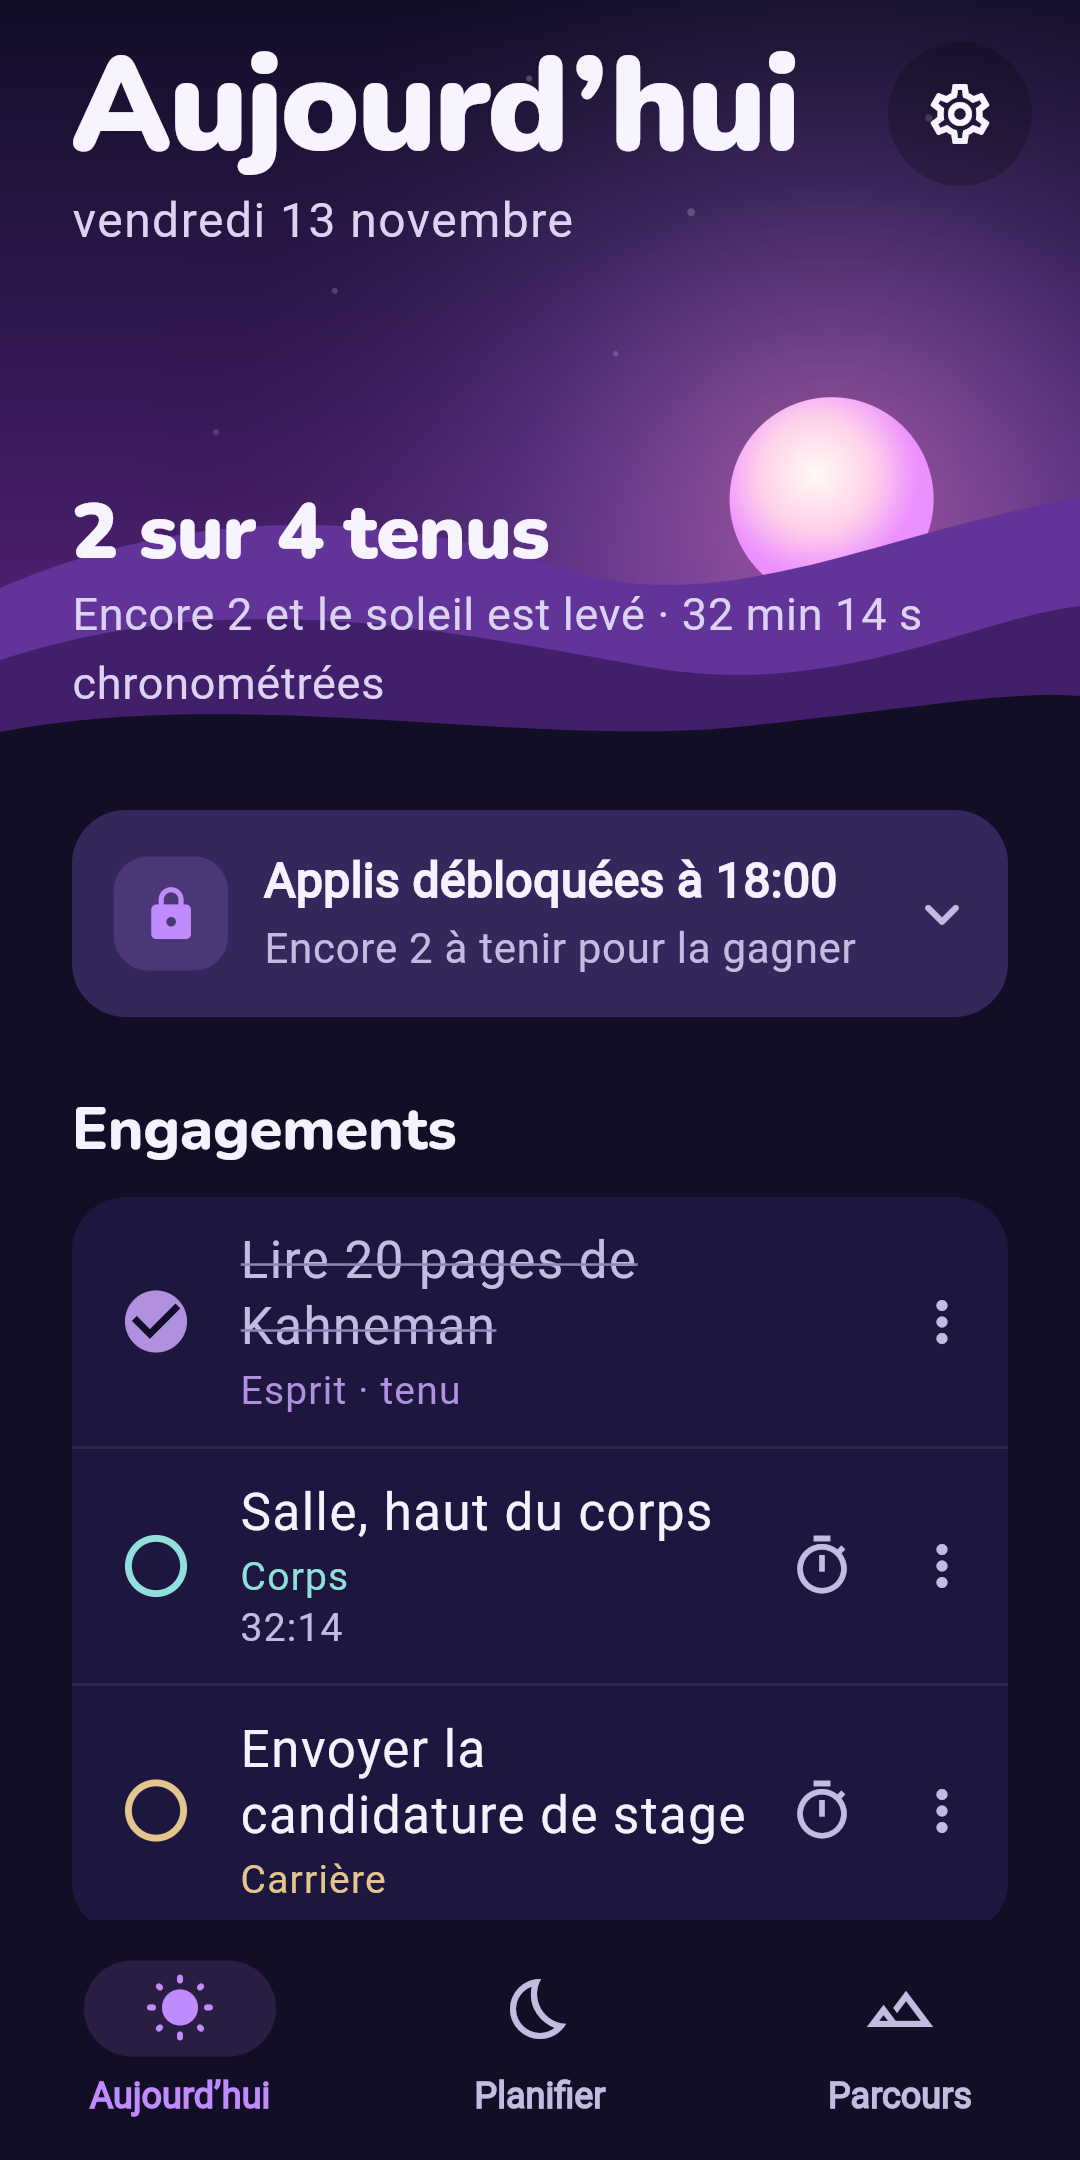 Aujourd’hui
vendredi 13 novembre
2 sur 4 tenus
Encore 2 et le soleil est levé · 32 min 14 s
chronométrées
Applis débloquées à 18:00
Encore 2 à tenir pour la gagner
Engagements
Lire 20 pages de
Kahneman
Esprit · tenu
Salle, haut du corps
Corps
32:14
Envoyer la
candidature de stage
Carrière
Aujourd’hui
Planifier
Parcours